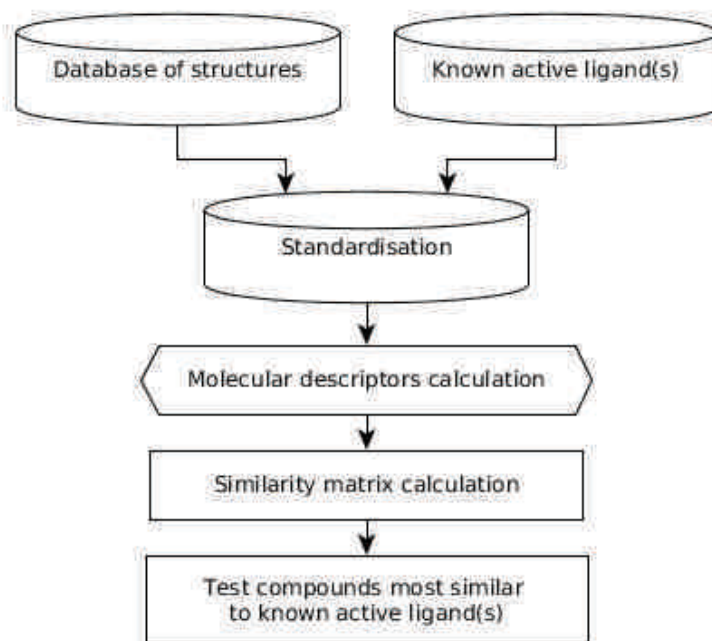 Database of structures
Known active ligand(s)
Standardisation
Molecular descriptors calculation
Similarity matrix calculation
Test compounds most similar
to known active ligand(s)